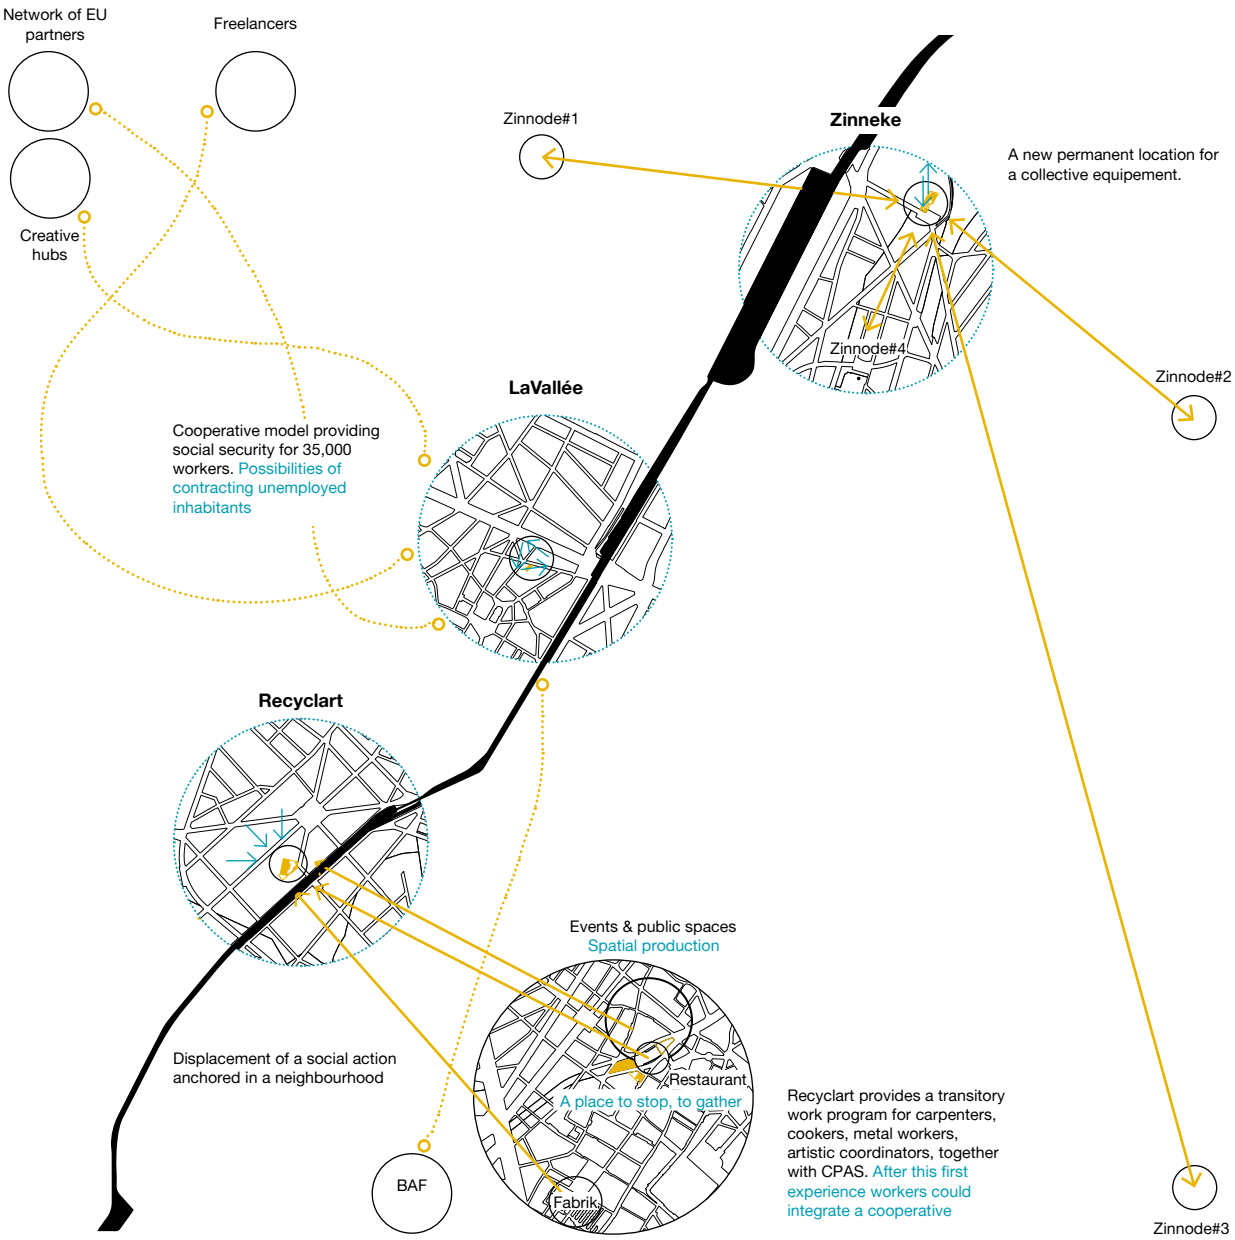 Network of EU
partners
Freelancers
Creative
hubs
Zinnode#1
Zinneke
A new permanent location for
a collective equipement.
Zinnode#4
Zinnode#2
LaVallée
Cooperative model providing
social security for 35,000
workers. Possibilities of
contracting unemployed
inhabitants
Recyclart
Events & public spaces
Spatial production
Displacement of a social action
anchored in a neighbourhood
Restaurant
A place to stop, to gather
Fabrik
BAF
Recyclart provides a transitory
work program for carpenters,
cookers, metal workers,
artistic coordinators, together
with CPAS. After this first
experience workers could
integrate a cooperative
Zinnode#3